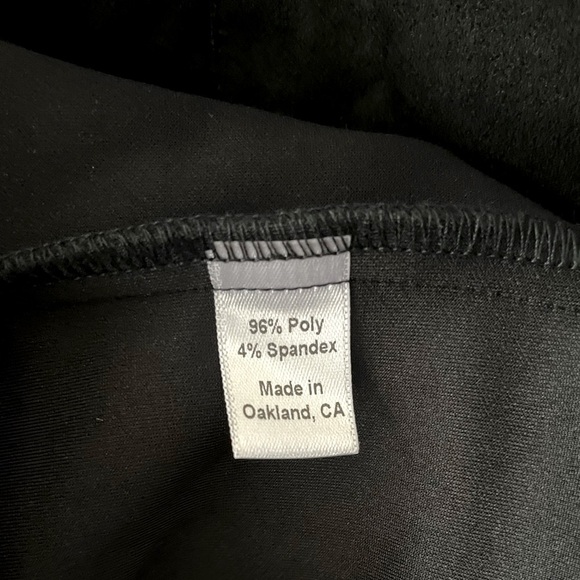 96% Poly
4% Spandex
Made in
Oakland, CA